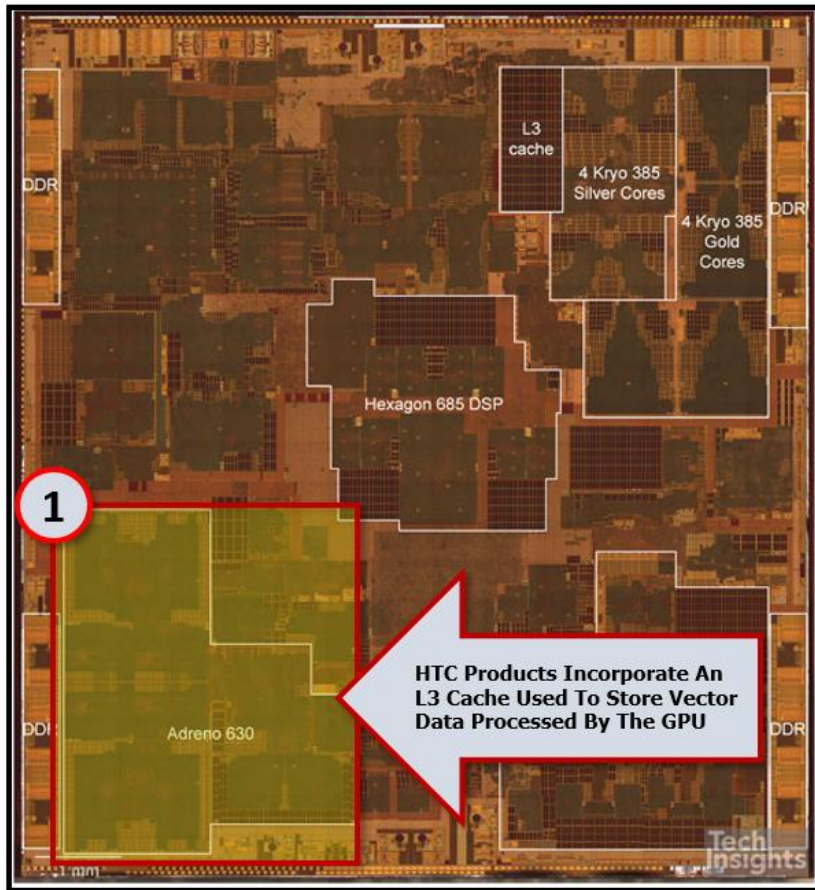 L3
cache
4 Kryo 385
Silver Cores
DDR
4 Kryo 385
Gold
Cores
DDR
Hexagon 685 DSP
1
HTC Products Incorporate An
L3 Cache Used To Store Vector
Data Processed By The GPU
DDR
Adreno 630
DDR
Tech
Insights